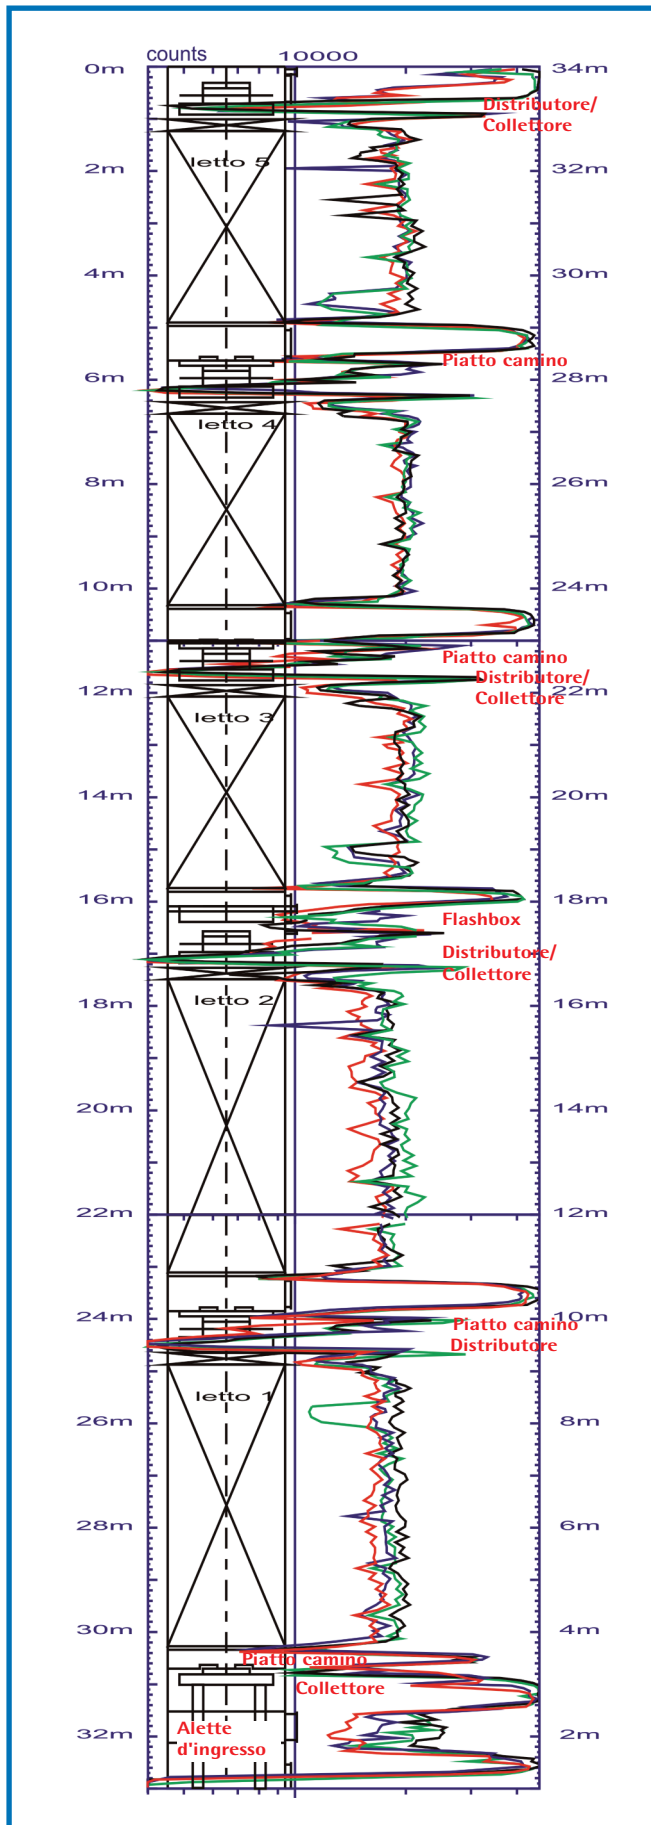 counts 10000
0m 34m
Distributore/
Collettore
letto 5
2m 32m
4m 30m
Piatto camino
6m 28m
letto 4
8m 26m
10m 24m
Piatto camino
Distributore/
12m 22m
Collettore
letto 3
14m 20m
16m 18m
Flashbox
Distributore/
Collettore
letto 2
18m 16m
20m 14m
22m 12m
24m 10m
Piatto camino
Distributore
letto 1
26m 8m
28m 6m
30m 4m
Piatto camino
Collettore
Alette
32m 2m
d'ingresso